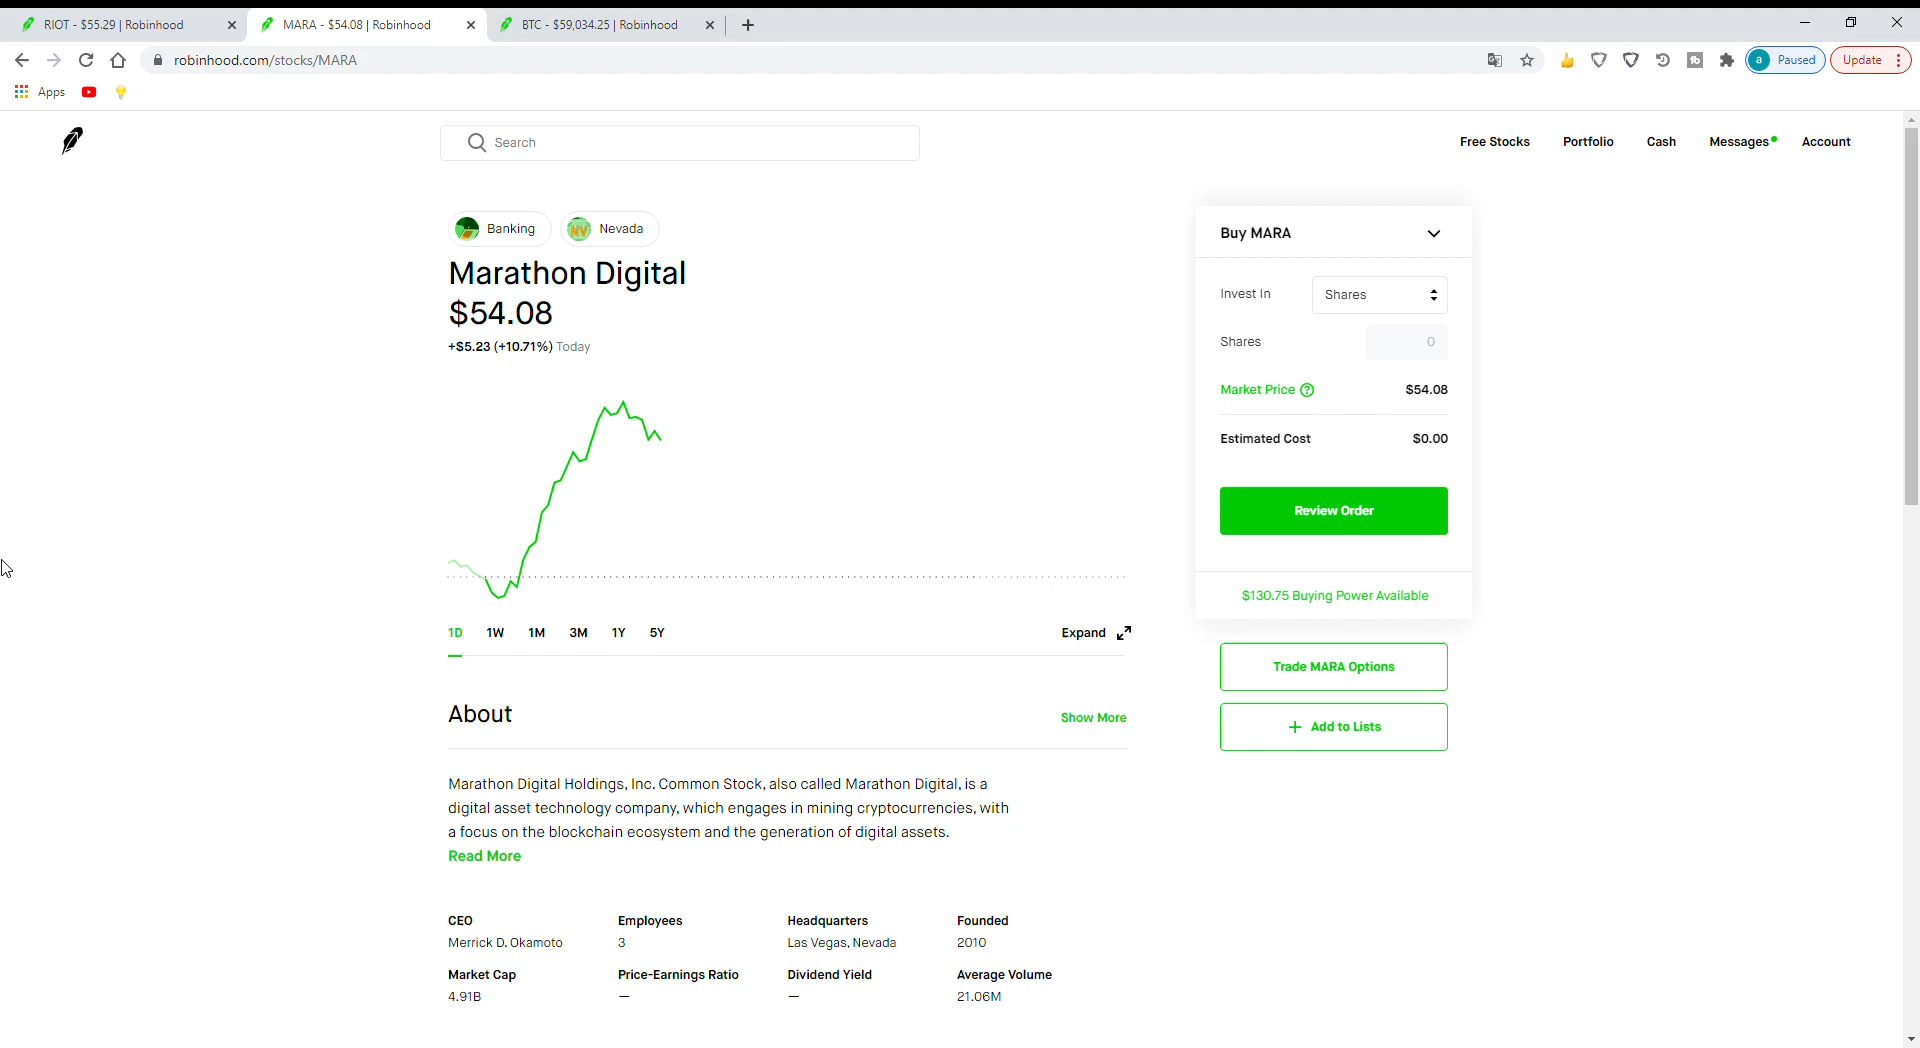 RIOT - $55.29 | Robinhood
MARA - $54.08 | Robinhood
BTC - $59,034.25 | Robinhood
robinhood.com/stocks/MARA
a Paused
Update
Apps
Search
Free Stocks
Portfolio
Cash
Messages
Account
Banking
NV Nevada
Marathon Digital
$54.08
+$5.23 (+10.71%) Today
1D 1W 1M 3M 1Y 5Y
Expand
Buy MARA
Invest In Shares
Shares 0
Market Price ? $54.08
Estimated Cost $0.00
Review Order
$130.75 Buying Power Available
Trade MARA Options
+ Add to Lists
About
Show More
Marathon Digital Holdings, Inc. Common Stock, also called Marathon Digital, is a
digital asset technology company, which engages in mining cryptocurrencies, with
a focus on the blockchain ecosystem and the generation of digital assets.
Read More
CEO Employees Headquarters Founded
Merrick D. Okamoto 3 Las Vegas, Nevada 2010
Market Cap Price-Earnings Ratio Dividend Yield Average Volume
4.91B — — 21.06M